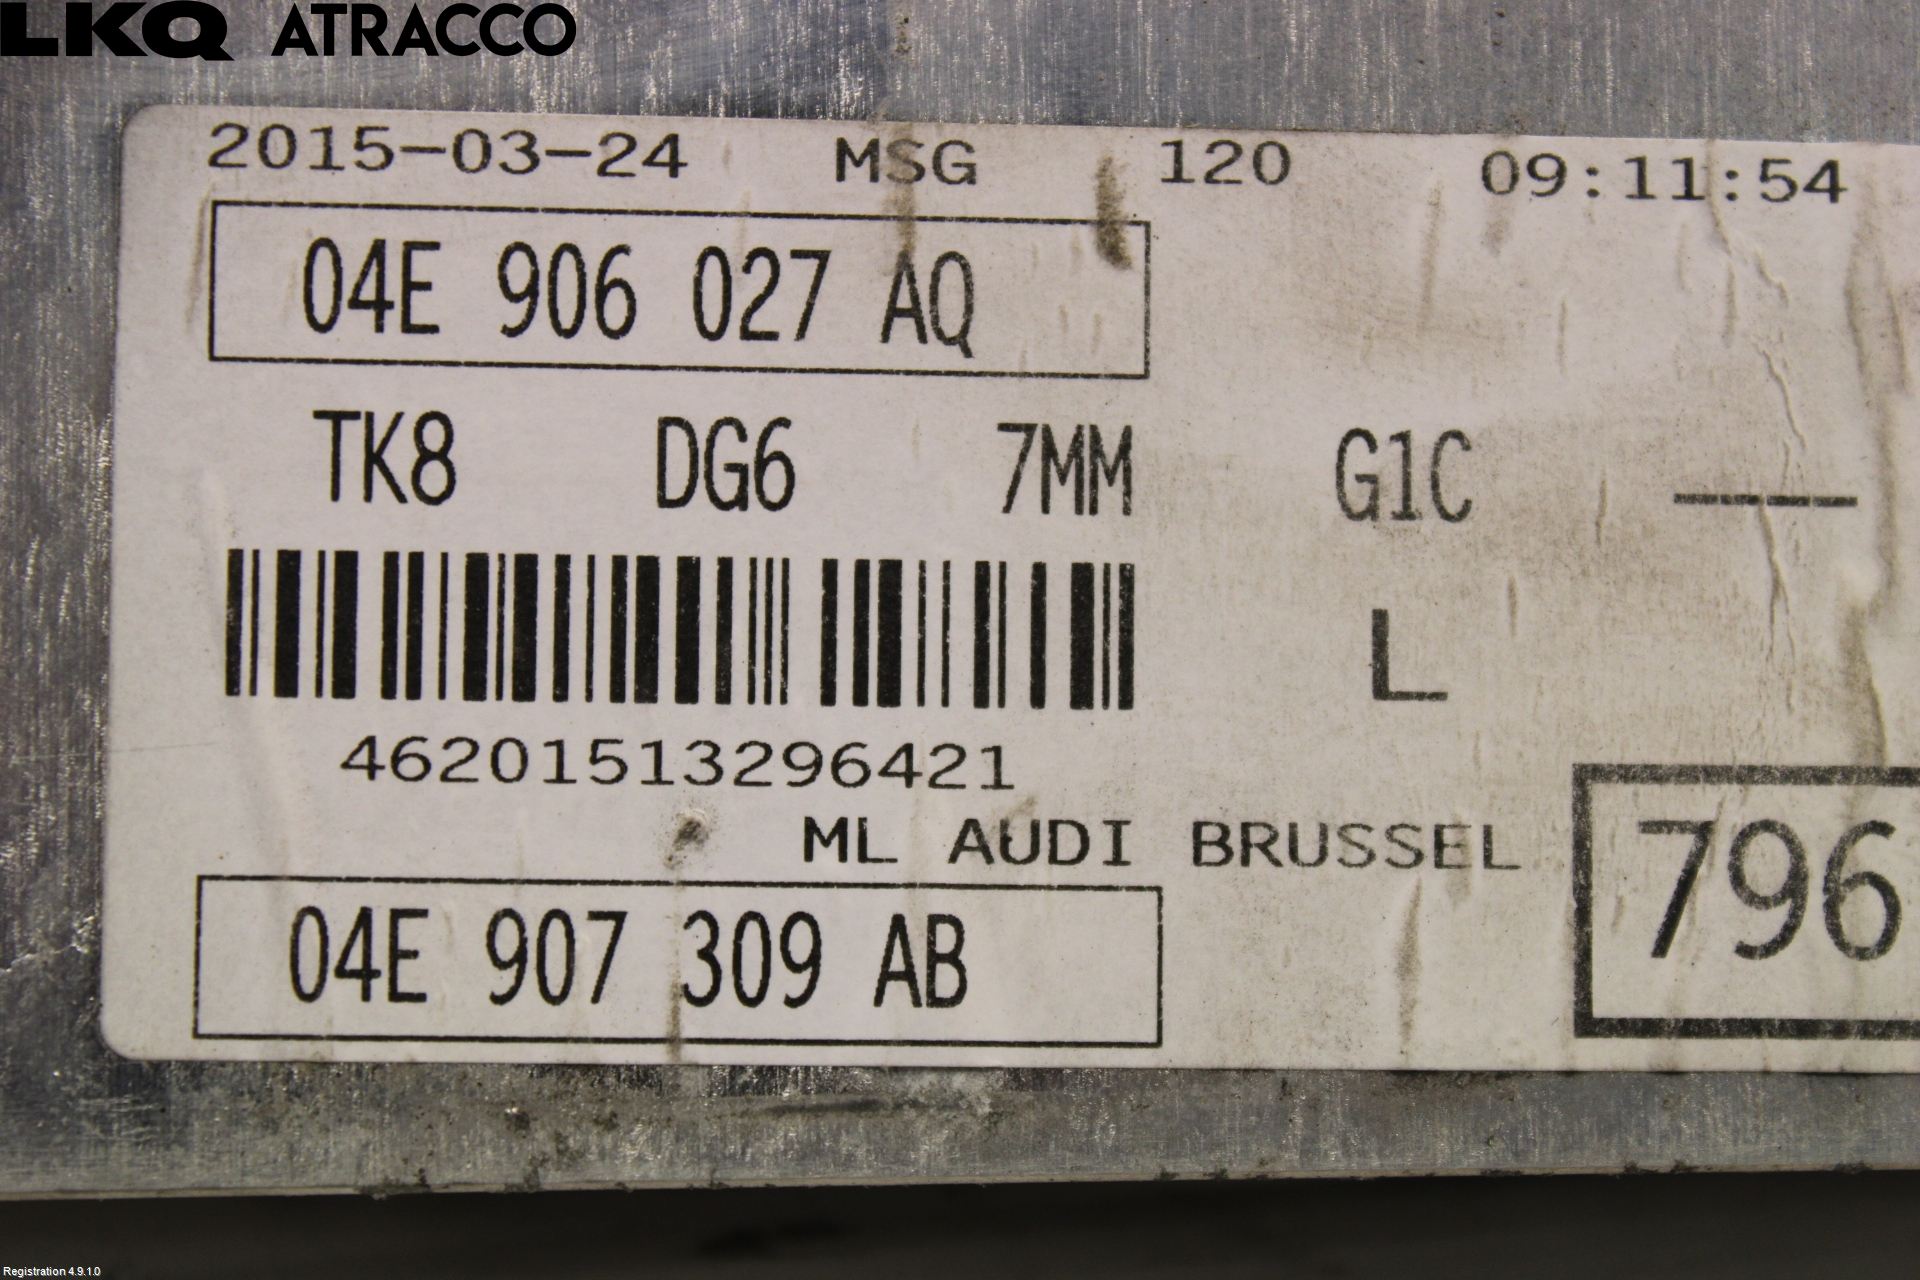 LKQ ATRACCO
2015-03-24 MSG 120 09:11:54
04E 906 027 AQ
TK8 DG6 7MM G1C ———
L
46201513296421
ML AUDI BRUSSEL
796
04E 907 309 AB
Registration 4.9.1.0